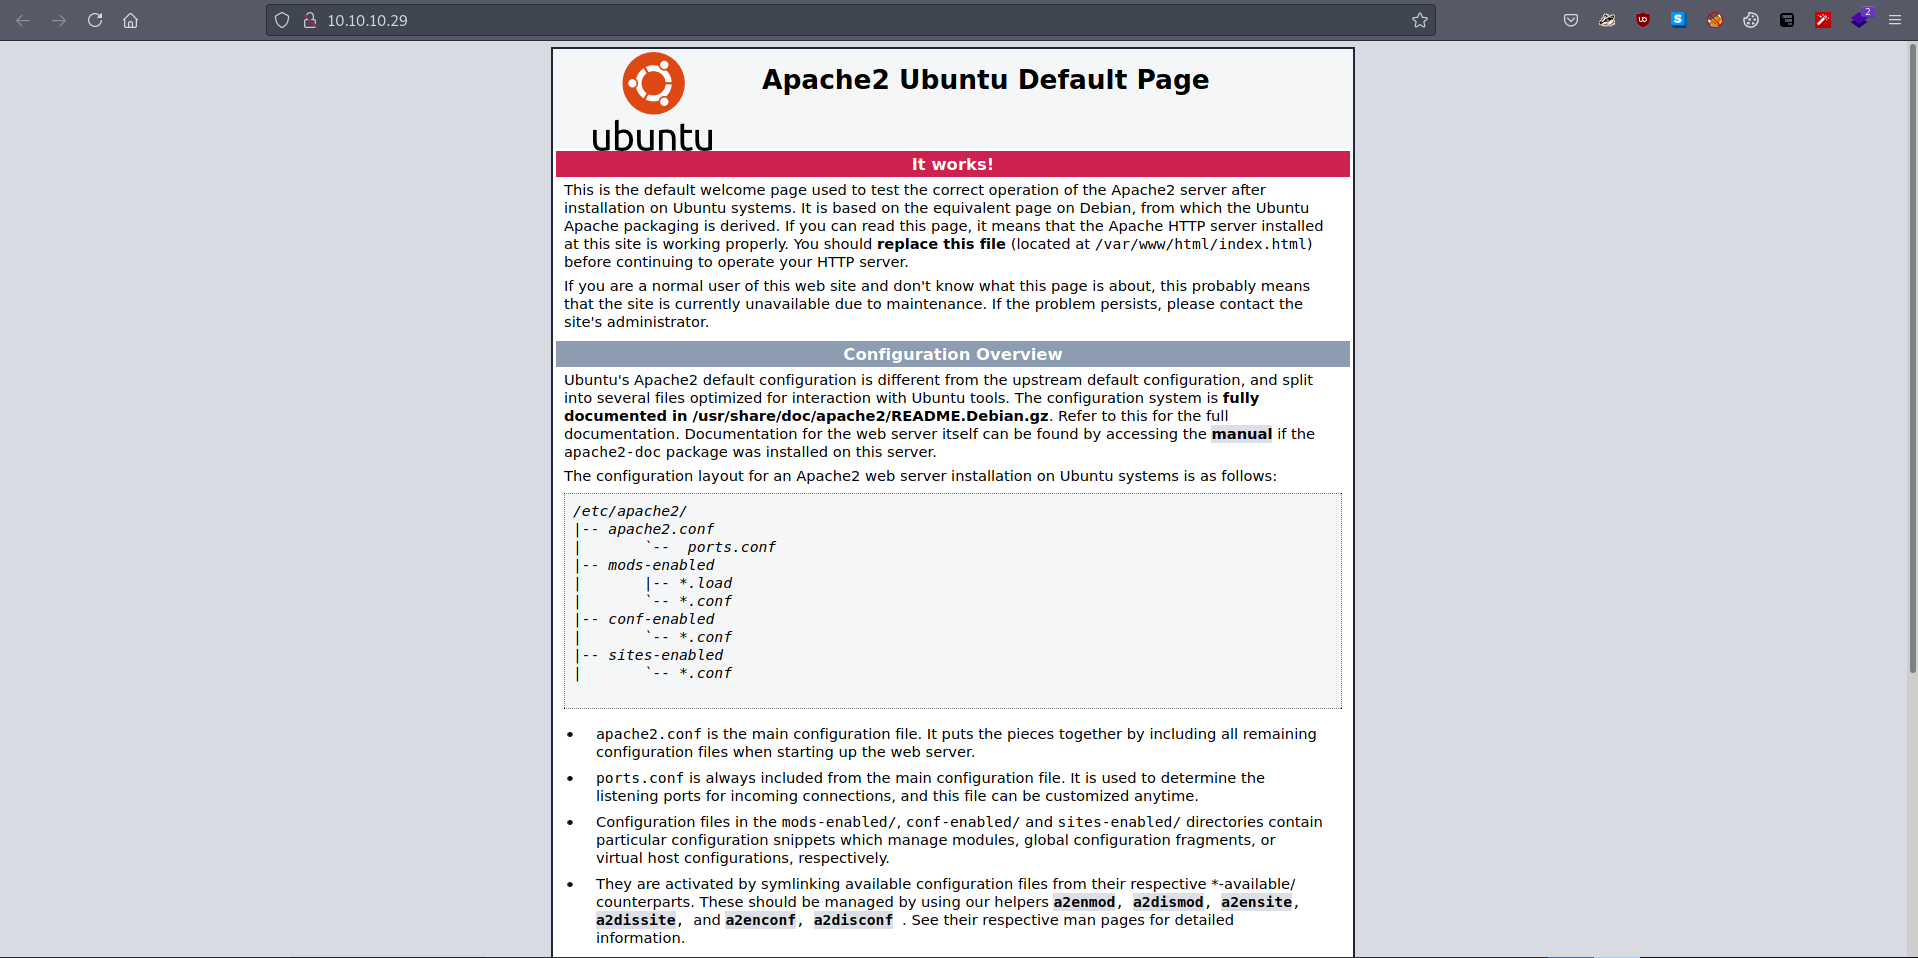 10.10.10.29
2
Apache2 Ubuntu Default Page
ubuntu
It works!
This is the default welcome page used to test the correct operation of the Apache2 server after
installation on Ubuntu systems. It is based on the equivalent page on Debian, from which the Ubuntu
Apache packaging is derived. If you can read this page, it means that the Apache HTTP server installed
at this site is working properly. You should replace this file (located at /var/www/html/index.html)
before continuing to operate your HTTP server.
If you are a normal user of this web site and don't know what this page is about, this probably means
that the site is currently unavailable due to maintenance. If the problem persists, please contact the
site's administrator.
Configuration Overview
Ubuntu's Apache2 default configuration is different from the upstream default configuration, and split
into several files optimized for interaction with Ubuntu tools. The configuration system is fully
documented in /usr/share/doc/apache2/README.Debian.gz. Refer to this for the full
documentation. Documentation for the web server itself can be found by accessing the manual if the
apache2-doc package was installed on this server.
The configuration layout for an Apache2 web server installation on Ubuntu systems is as follows:
/etc/apache2/
|-- apache2.conf
|       `--  ports.conf
|-- mods-enabled
|       |-- *.load
|       `-- *.conf
|-- conf-enabled
|       `-- *.conf
|-- sites-enabled
|       `-- *.conf
• apache2.conf is the main configuration file. It puts the pieces together by including all remaining
configuration files when starting up the web server.
• ports.conf is always included from the main configuration file. It is used to determine the
listening ports for incoming connections, and this file can be customized anytime.
• Configuration files in the mods-enabled/, conf-enabled/ and sites-enabled/ directories contain
particular configuration snippets which manage modules, global configuration fragments, or
virtual host configurations, respectively.
• They are activated by symlinking available configuration files from their respective *-available/
counterparts. These should be managed by using our helpers a2enmod, a2dismod, a2ensite,
a2dissite, and a2enconf, a2disconf . See their respective man pages for detailed
information.